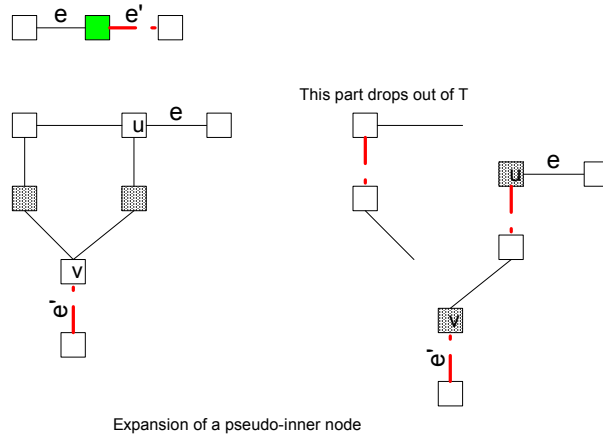 e e'
This part drops out of T
u e
u e
v
v
e'
e'
Expansion of a pseudo-inner node